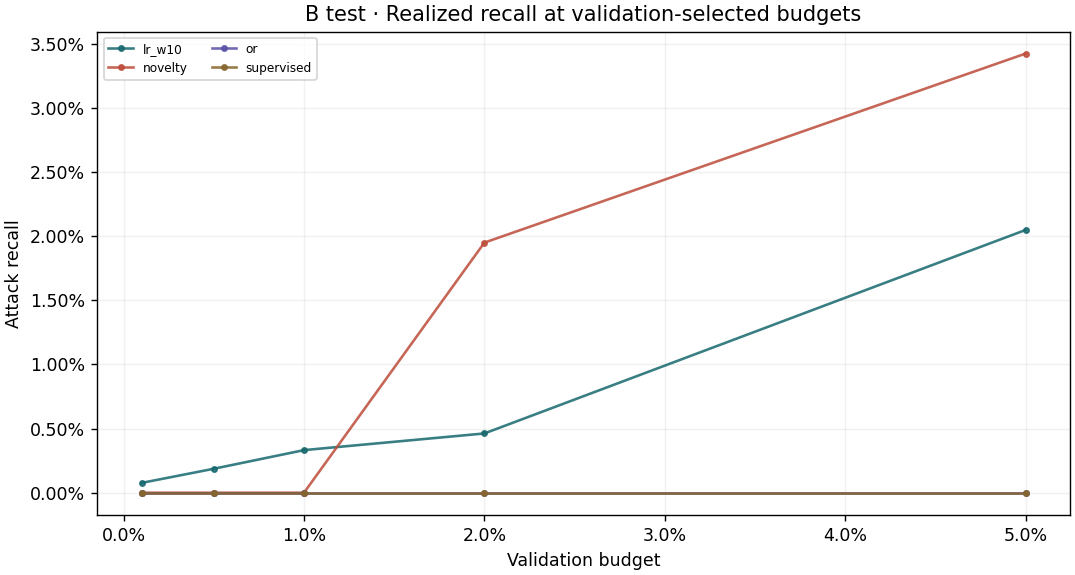 B test · Realized recall at validation-selected budgets
lr_w10
novelty
or
supervised
3.50%
3.00%
2.50%
2.00%
1.50%
1.00%
0.50%
0.00%
Attack recall
0.0%
1.0%
2.0%
3.0%
4.0%
5.0%
Validation budget